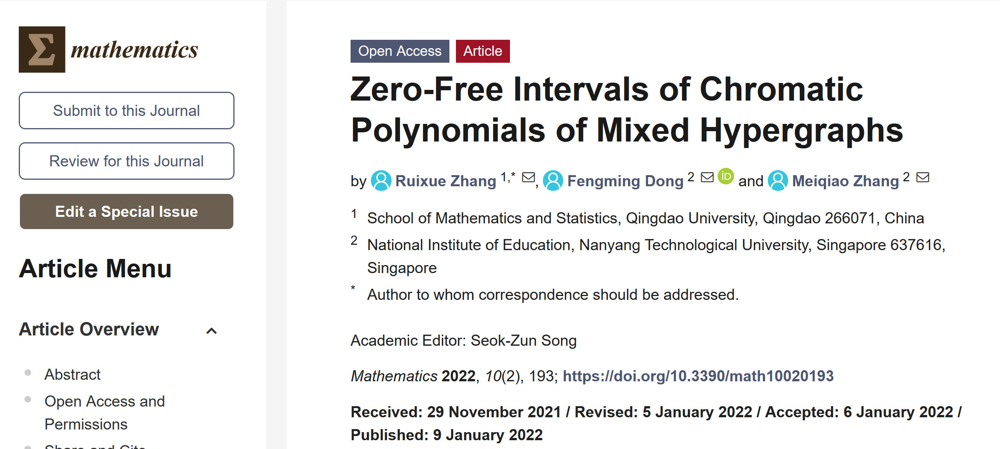 Σ mathematics
Submit to this Journal
Review for this Journal
Edit a Special Issue
Article Menu
Article Overview
Abstract
Open Access and
Permissions
Share and Cite
Open Access Article
Zero-Free Intervals of Chromatic
Polynomials of Mixed Hypergraphs
by Ruixue Zhang 1,* , Fengming Dong 2 iD and Meiqiao Zhang 2
1 School of Mathematics and Statistics, Qingdao University, Qingdao 266071, China
2 National Institute of Education, Nanyang Technological University, Singapore 637616,
Singapore
* Author to whom correspondence should be addressed.
Academic Editor: Seok-Zun Song
Mathematics 2022, 10(2), 193; https://doi.org/10.3390/math10020193
Received: 29 November 2021 / Revised: 5 January 2022 / Accepted: 6 January 2022 /
Published: 9 January 2022